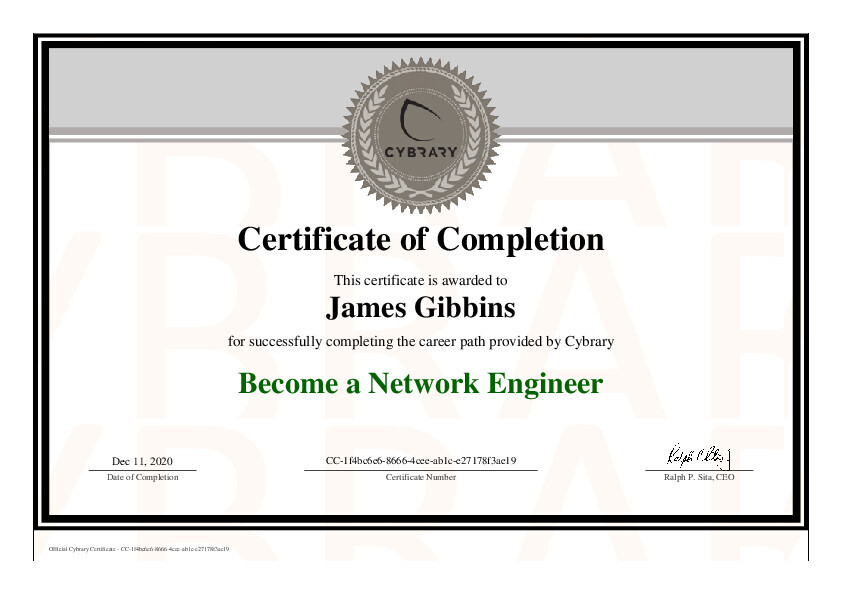 CYBRARY
Certificate of Completion
This certificate is awarded to
James Gibbins
for successfully completing the career path provided by Cybrary
Become a Network Engineer
Dec 11, 2020
Date of Completion
CC-1f4bc6e6-8666-4cee-ab1c-e27178f3ae19
Certificate Number
Ralph P. Sita, CEO
Official Cybrary Certificate - CC-1f4bc6e6-8666-4cee-ab1c-e27178f3ae19